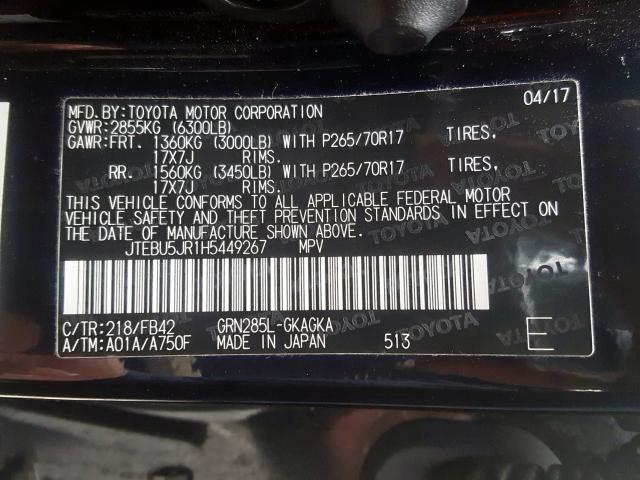 MFD.BY:TOYOTA MOTOR CORPORATION 04/17
GVWR:2855KG (6300LB)
GAWR:FRT. 1360KG (3000LB) WITH P265/70R17 TIRES,
17X7J RIMS.
RR. 1560KG (3450LB) WITH P265/70R17 TIRES,
17X7J RIMS.
THIS VEHICLE CONFORMS TO ALL APPLICABLE FEDERAL MOTOR
VEHICLE SAFETY AND THEFT PREVENTION STANDARDS IN EFFECT ON
THE DATE OF MANUFACTURE SHOWN ABOVE.
JTEBU5JR1H5449267 MPV
C/TR:218/FB42 GRN285L-GKAGKA
A/TM:A01A/A750F MADE IN JAPAN 513 E